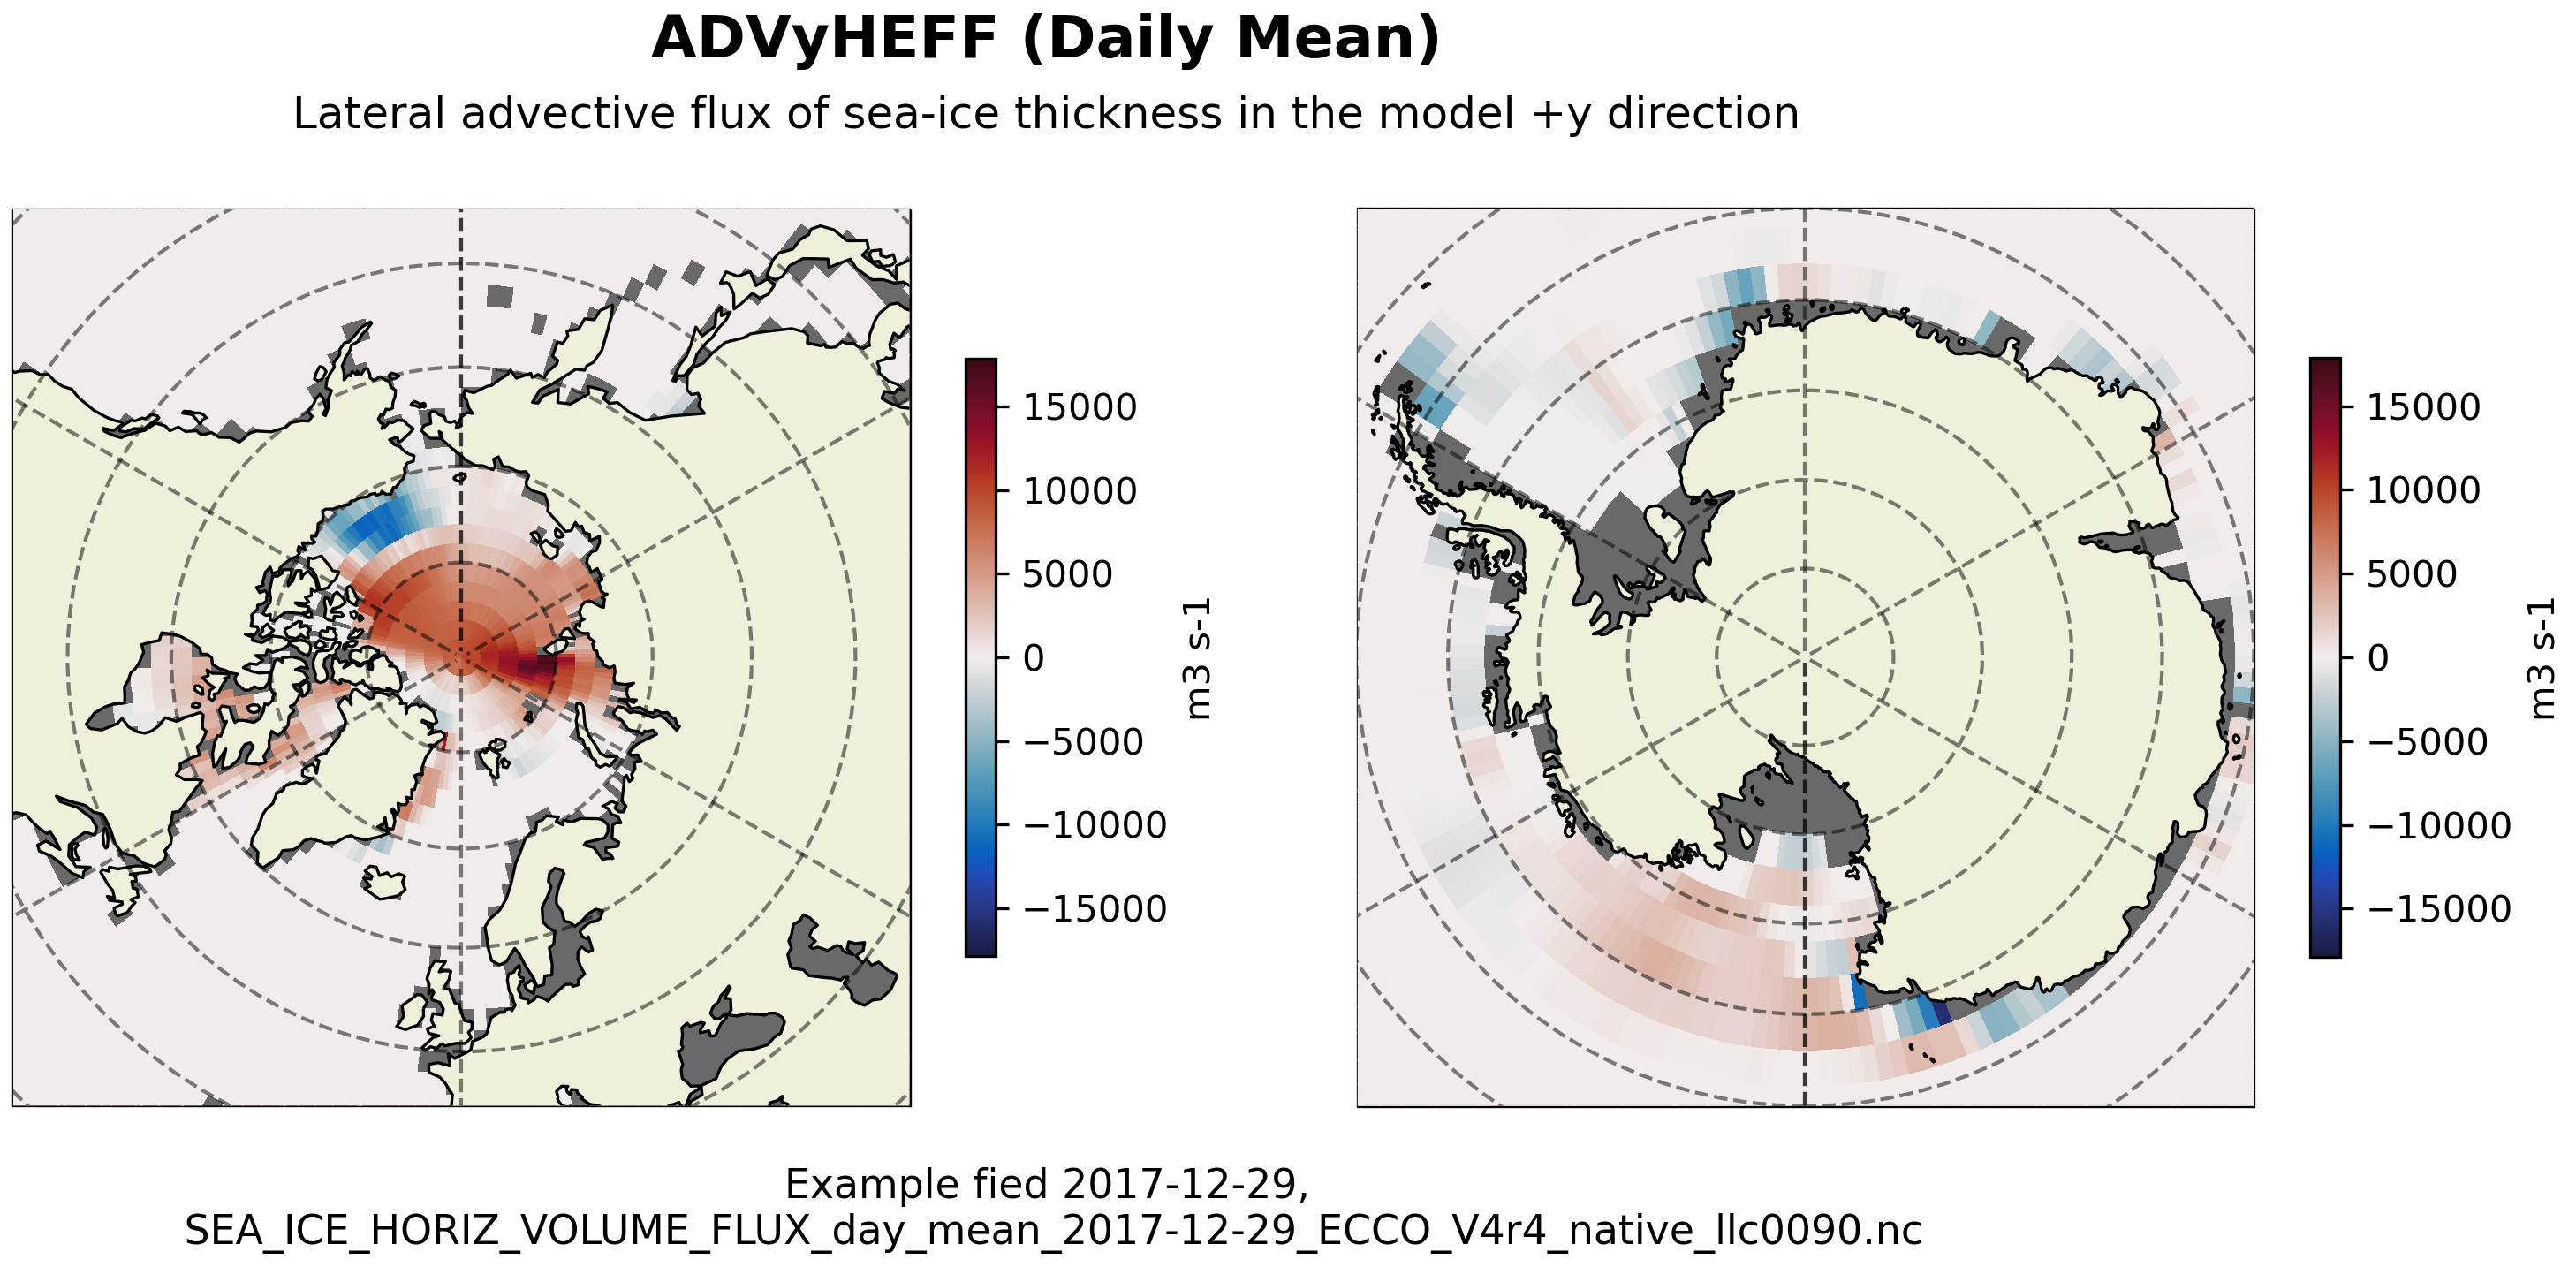 ADVyHEFF (Daily Mean)
Lateral advective flux of sea-ice thickness in the model +y direction
15000
10000
5000
0
−5000
−10000
−15000
m3 s-1
15000
10000
5000
0
−5000
−10000
−15000
m3 s-1
Example fied 2017-12-29,
SEA_ICE_HORIZ_VOLUME_FLUX_day_mean_2017-12-29_ECCO_V4r4_native_llc0090.nc